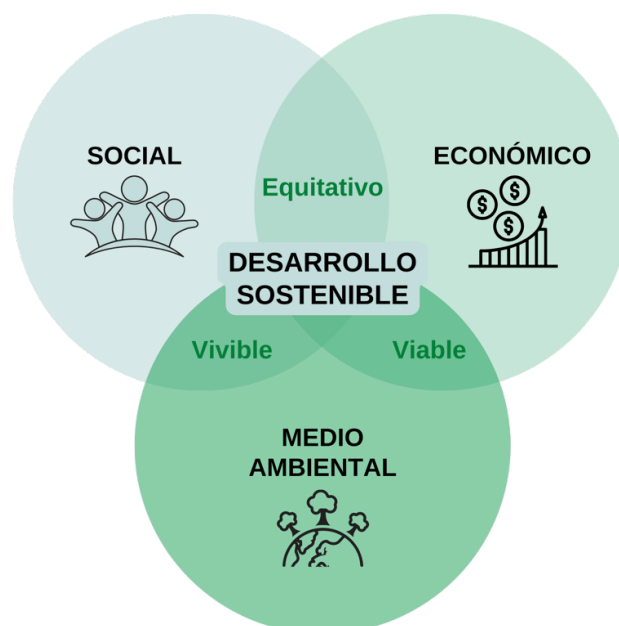 SOCIAL
ECONÓMICO
Equitativo
$
$
$
DESARROLLO
SOSTENIBLE
Vivible
Viable
MEDIO
AMBIENTAL